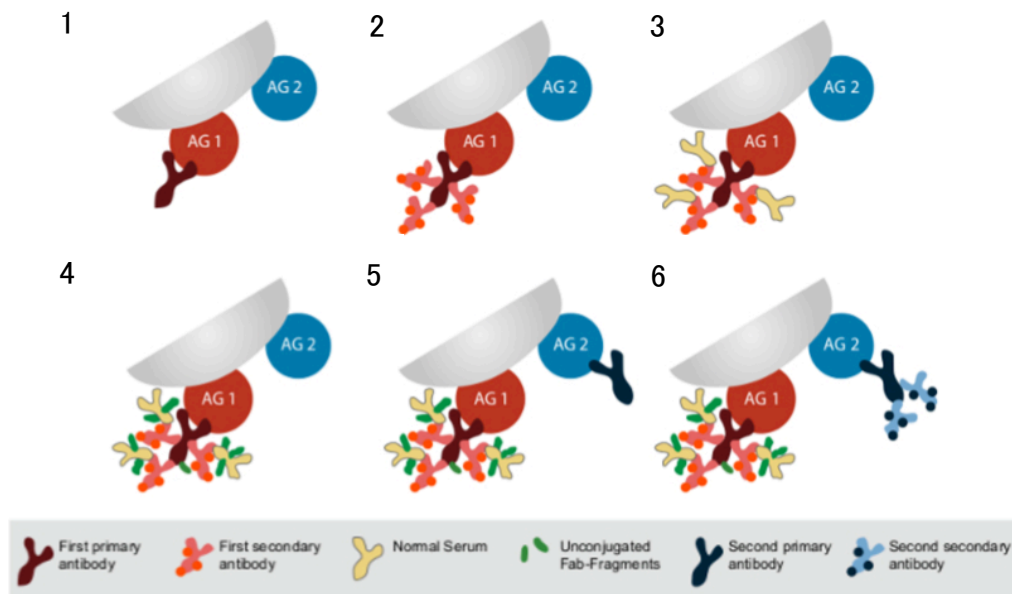 1
2
3
AG 2
AG 1
AG 2
AG 1
AG 2
AG 1
4
5
6
AG 2
AG 1
AG 2
AG 1
AG 2
AG 1
First primary
antibody
First secondary
antibody
Normal Serum
Unconjugated
Fab-Fragments
Second primary
antibody
Second secondary
antibody